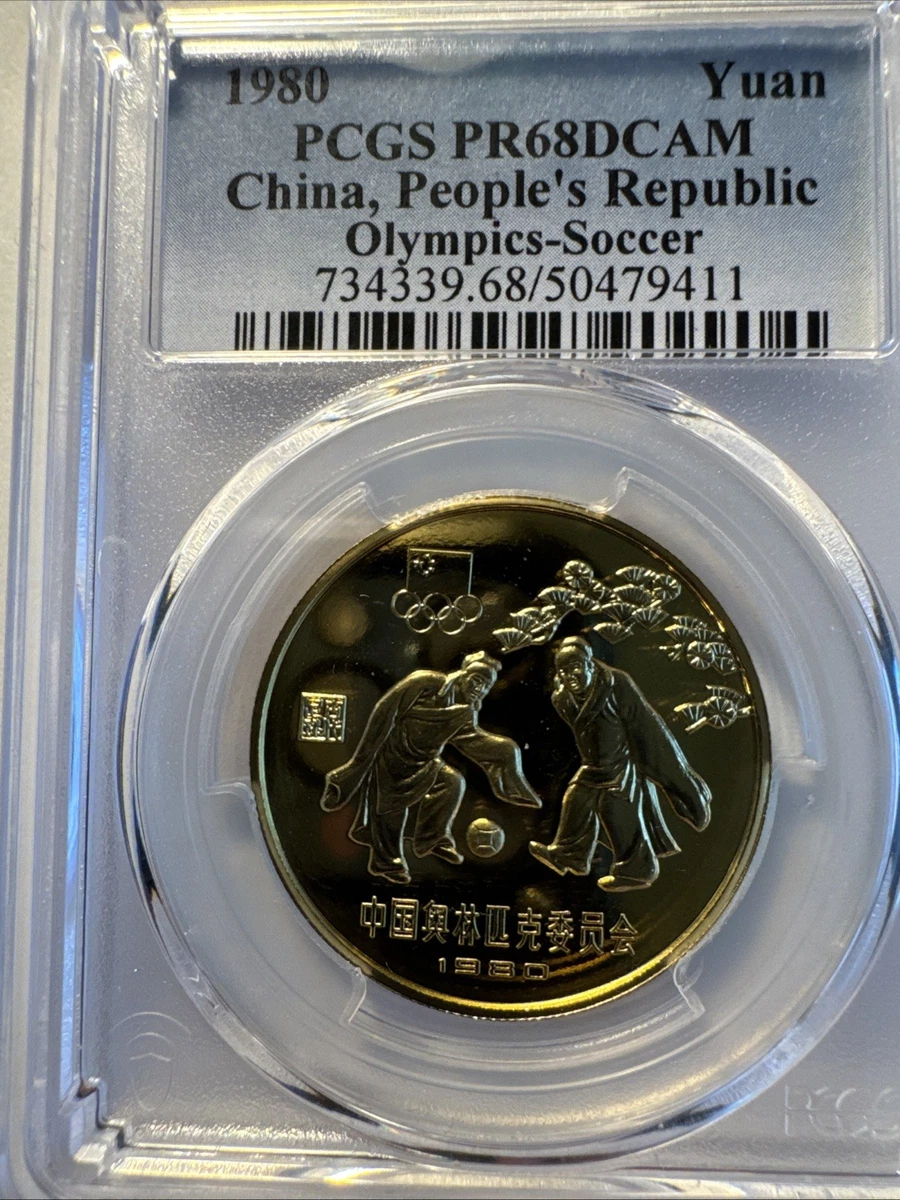 1980 Yuan
PCGS PR68DCAM
China, People's Republic
Olympics-Soccer
734339.68/50479411
中国奥林匹克委员会
1980
PCGS